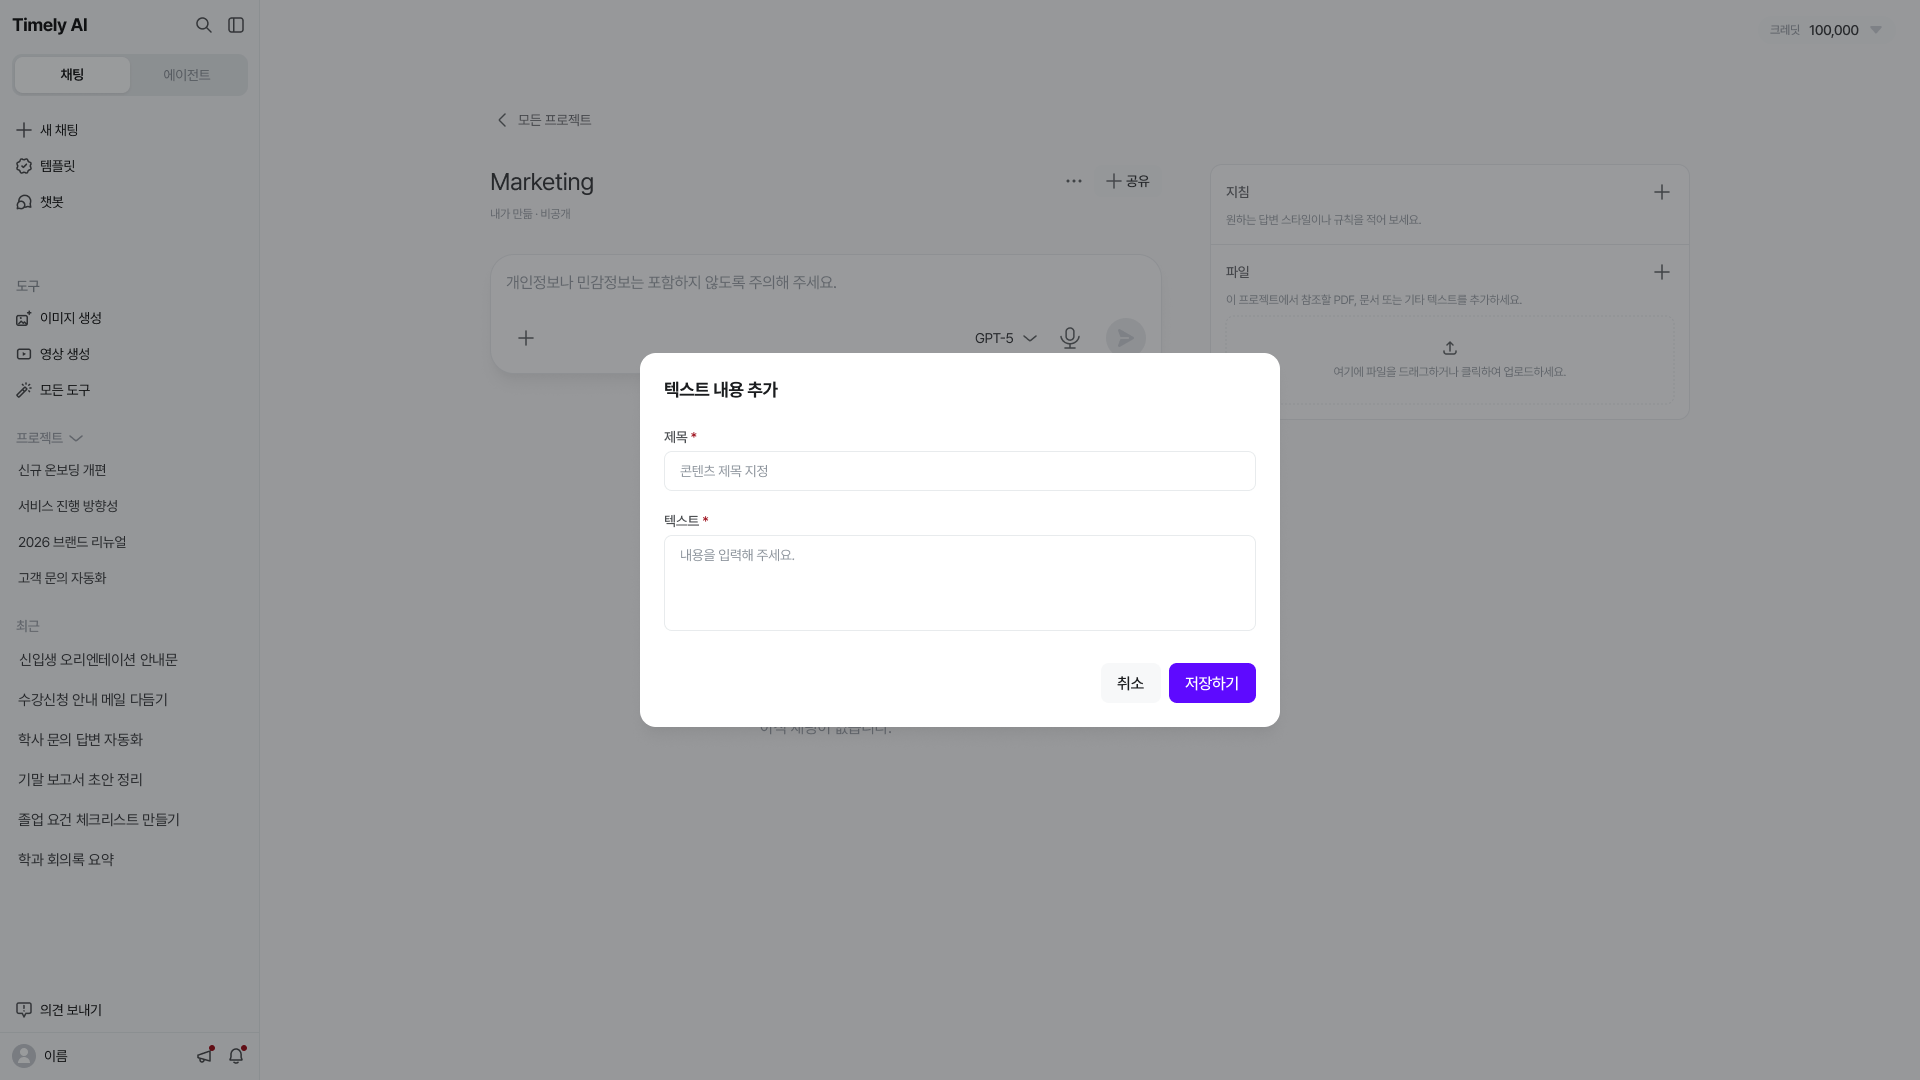 Timely AI
채팅
에이전트
새 채팅
템플릿
챗봇
도구
이미지 생성
영상 생성
모든 도구
프로젝트
신규 온보딩 개편
서비스 진행 방향성
2026 브랜드 리뉴얼
고객 문의 자동화
최근
신입생 오리엔테이션 안내문
수강신청 안내 메일 다듬기
학사 문의 답변 자동화
기말 보고서 초안 정리
졸업 요건 체크리스트 만들기
학과 회의록 요약
의견 보내기
이름
크레딧 100,000
모든 프로젝트
Marketing
공유
내가 만듦 · 비공개
개인정보나 민감정보는 포함하지 않도록 주의해 주세요.
GPT-5
지침
원하는 답변 스타일이나 규칙을 적어 보세요.
파일
이 프로젝트에서 참조할 PDF, 문서 또는 기타 텍스트를 추가하세요.
여기에 파일을 드래그하거나 클릭하여 업로드하세요.
텍스트 내용 추가
제목 *
콘텐츠 제목 지정
텍스트 *
내용을 입력해 주세요.
취소
저장하기